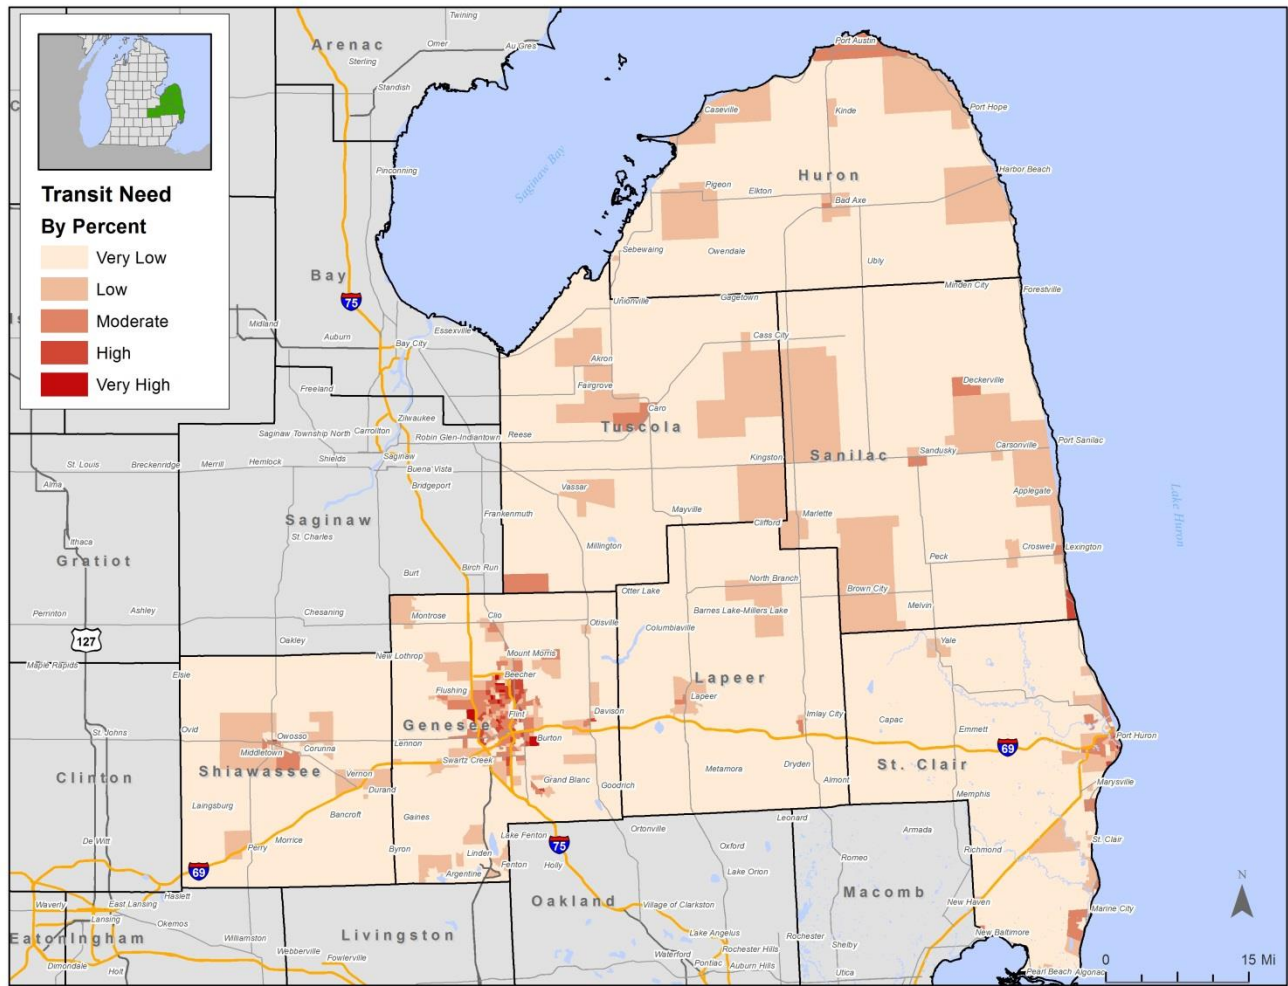 Transit Need
By Percent
Very Low
Low
Moderate
High
Very High
Twining
Arenac
Omer
Au Gres
Sterling
Standish
Port Austin
Caseville
Kinde
Port Hope
Pinconning
Saginaw Bay
Huron
Harbor Beach
Pigeon
Elkton
Bad Axe
Sebewaing
Owendale
Ubly
Bay
75
Minden City
Forestville
Unionville
Gagetown
Midland
Auburn
Essexville
Bay City
Cass City
Akron
Fairgrove
Freeland
Deckerville
Caro
Zilwaukee
Tuscola
Saginaw Township North
Carrollton
Robin Glen-Indiantown
Reese
Port Sanilac
Carsonville
Sandusky
Sanilac
St. Louis
Breckenridge
Merrill
Hemlock
Shields
Saginaw
Buena Vista
Kingston
Bridgeport
Alma
Vassar
Applegate
Lake Huron
Frankenmuth
Mayville
Marlette
Clifford
Saginaw
St. Charles
Ithaca
Gratiot
Millington
Croswell
Lexington
Peck
Birch Run
Burt
North Branch
Otter Lake
Brown City
Melvin
Perrinton
Ashley
Chesaning
Montrose
Clio
Barnes Lake-Millers Lake
Otisville
Columbiaville
127
Oakley
Yale
Maple Rapids
Elsie
New Lothrop
Mount Morris
Beecher
Lapeer
Flushing
Lapeer
Genesee
Flint
Davison
Imlay City
Capac
Emmett
Port Huron
Ovid
St. Johns
Owosso
Corunna
Middletown
Lennon
Burton
69
Swartz Creek
Metamora
Dryden
Almont
St. Clair
Marysville
Clinton
Shiawassee
Vernon
Durand
Grand Blanc
Goodrich
Memphis
Laingsburg
Bancroft
Gaines
Leonard
Ortonville
Armada
De Witt
Morrice
Perry
Byron
Lake Fenton
75
Linden
Fenton
Holly
Oxford
Romeo
Richmond
St. Clair
69
Argentine
Lake Orion
Haslett
Waverly
East Lansing
Lansing
Okemos
Oakland
Village of Clarkston
Macomb
New Haven
Marine City
N
Eaton
Ingham
Williamston
Webberville
Fowlerville
Livingston
Lake Angelus
Rochester
Rochester Hills
Shelby
New Baltimore
Dimondale
Holt
Waterford
Pontiac
Auburn Hills
Utica
Pearl Beach
Algonac
0
15 Mi